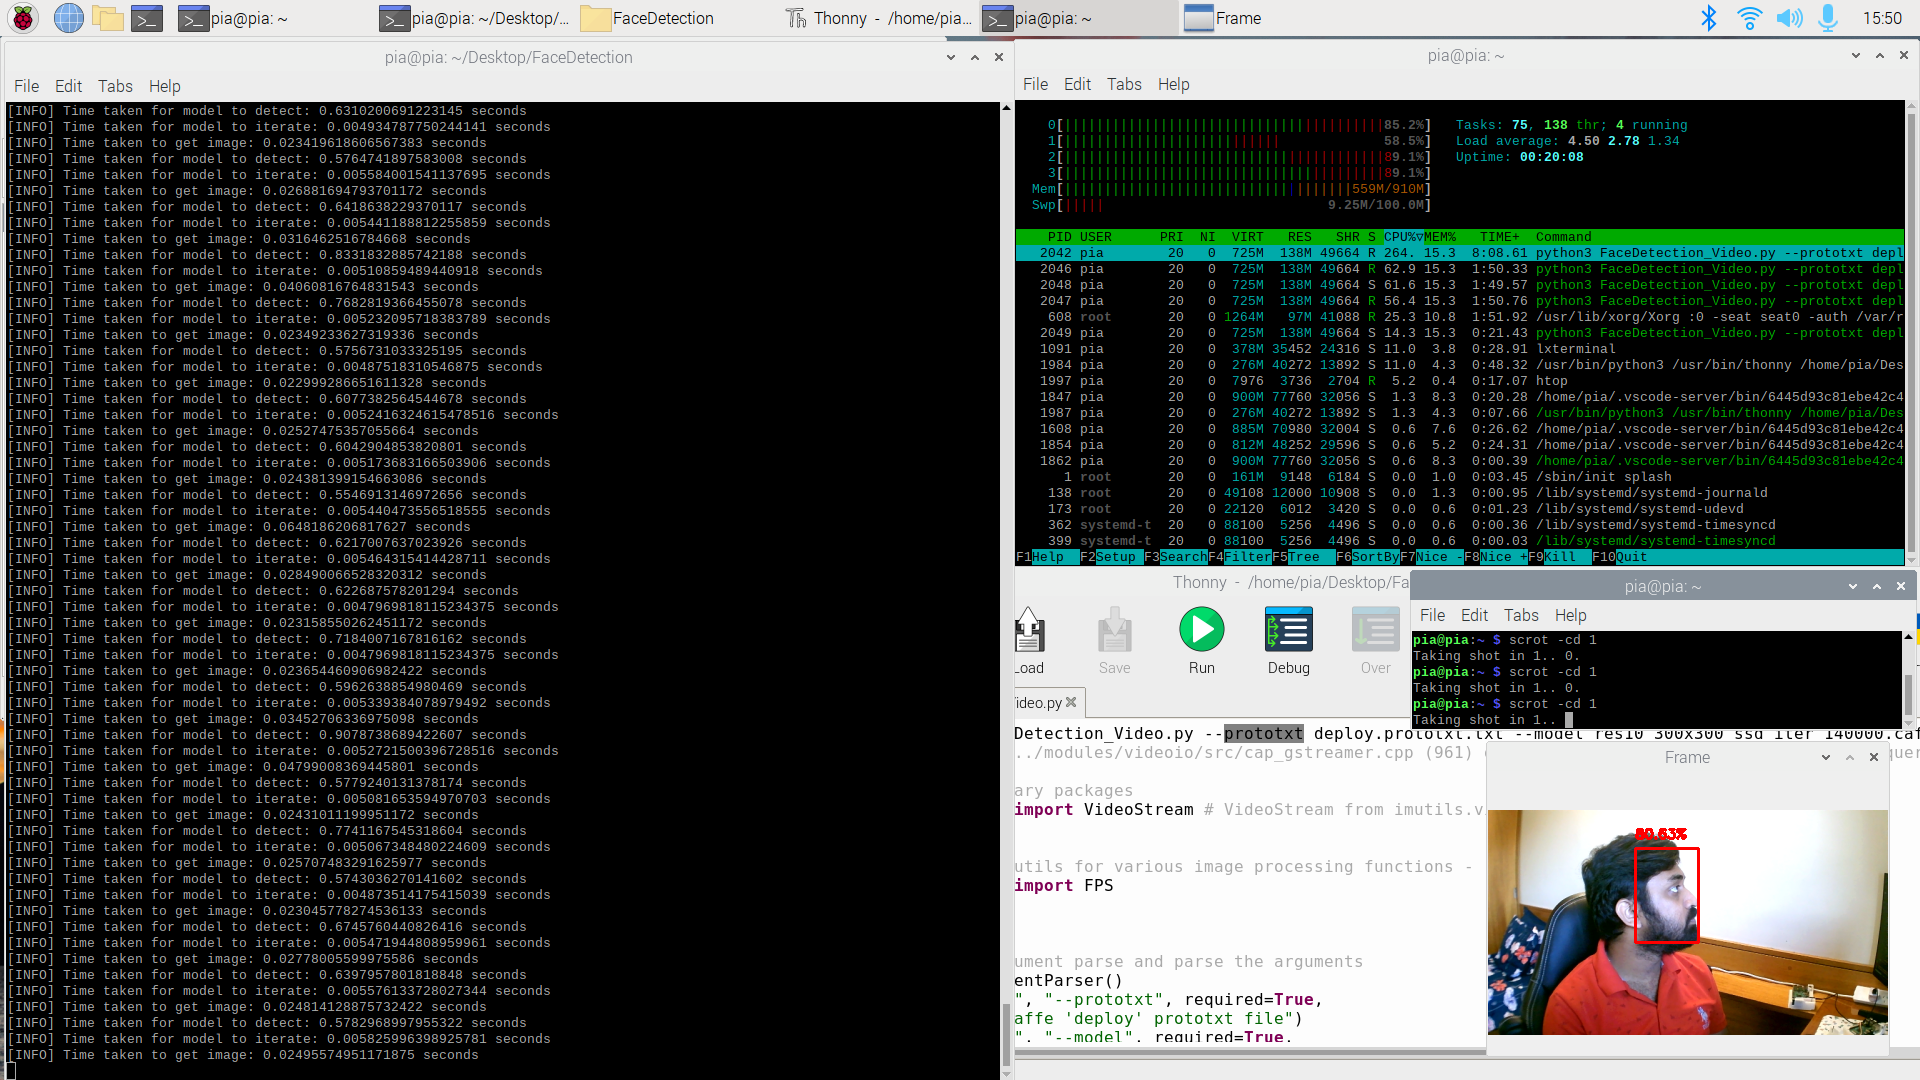 pia@pia: ~
pia@pia: ~/Desktop/...
FaceDetection
Thonny - /home/pia...
pia@pia: ~
Frame
15:50
pia@pia: ~/Desktop/FaceDetection
File Edit Tabs Help
[INFO] Time taken for model to detect: 0.6310200691223145 seconds
[INFO] Time taken for model to iterate: 0.004934787750244141 seconds
[INFO] Time taken to get image: 0.023419618606567383 seconds
[INFO] Time taken for model to detect: 0.5764741897583008 seconds
[INFO] Time taken for model to iterate: 0.005584001541137695 seconds
[INFO] Time taken to get image: 0.026881694793701172 seconds
[INFO] Time taken for model to detect: 0.6418638229370117 seconds
[INFO] Time taken for model to iterate: 0.005441188812255859 seconds
[INFO] Time taken to get image: 0.0316462516784668 seconds
[INFO] Time taken for model to detect: 0.8331832885742188 seconds
[INFO] Time taken for model to iterate: 0.00510859489440918 seconds
[INFO] Time taken to get image: 0.04060816764831543 seconds
[INFO] Time taken for model to detect: 0.7682819366455078 seconds
[INFO] Time taken for model to iterate: 0.005232095718383789 seconds
[INFO] Time taken to get image: 0.02349233627319336 seconds
[INFO] Time taken for model to detect: 0.5756731033325195 seconds
[INFO] Time taken for model to iterate: 0.00487518310546875 seconds
[INFO] Time taken to get image: 0.022999286651611328 seconds
[INFO] Time taken for model to detect: 0.6077382564544678 seconds
[INFO] Time taken for model to iterate: 0.0052416324615478516 seconds
[INFO] Time taken to get image: 0.02527475357055664 seconds
[INFO] Time taken for model to detect: 0.6042904853820801 seconds
[INFO] Time taken for model to iterate: 0.005173683166503906 seconds
[INFO] Time taken to get image: 0.024381399154663086 seconds
[INFO] Time taken for model to detect: 0.5546913146972656 seconds
[INFO] Time taken for model to iterate: 0.005440473556518555 seconds
[INFO] Time taken to get image: 0.0648186206817627 seconds
[INFO] Time taken for model to detect: 0.6217007637023926 seconds
[INFO] Time taken for model to iterate: 0.005464315414428711 seconds
[INFO] Time taken to get image: 0.028490066528320312 seconds
[INFO] Time taken for model to detect: 0.622687578201294 seconds
[INFO] Time taken for model to iterate: 0.0047969818115234375 seconds
[INFO] Time taken to get image: 0.023158550262451172 seconds
[INFO] Time taken for model to detect: 0.7184007167816162 seconds
[INFO] Time taken for model to iterate: 0.0047969818115234375 seconds
[INFO] Time taken to get image: 0.023654460906982422 seconds
[INFO] Time taken for model to detect: 0.5962638854980469 seconds
[INFO] Time taken for model to iterate: 0.005339384078979492 seconds
[INFO] Time taken to get image: 0.03452706336975098 seconds
[INFO] Time taken for model to detect: 0.9078738689422607 seconds
[INFO] Time taken for model to iterate: 0.0052721500396728516 seconds
[INFO] Time taken to get image: 0.04799008369445801 seconds
[INFO] Time taken for model to detect: 0.5779240131378174 seconds
[INFO] Time taken for model to iterate: 0.005081653594970703 seconds
[INFO] Time taken to get image: 0.02431011199951172 seconds
[INFO] Time taken for model to detect: 0.7741167545318604 seconds
[INFO] Time taken for model to iterate: 0.005067348480224609 seconds
[INFO] Time taken to get image: 0.025707483291625977 seconds
[INFO] Time taken for model to detect: 0.5743036270141602 seconds
[INFO] Time taken for model to iterate: 0.004873514175415039 seconds
[INFO] Time taken to get image: 0.023045778274536133 seconds
[INFO] Time taken for model to detect: 0.6745760440826416 seconds
[INFO] Time taken for model to iterate: 0.005471944808959961 seconds
[INFO] Time taken to get image: 0.02778005599975586 seconds
[INFO] Time taken for model to detect: 0.6397957801818848 seconds
[INFO] Time taken for model to iterate: 0.005576133728027344 seconds
[INFO] Time taken to get image: 0.024814128875732422 seconds
[INFO] Time taken for model to detect: 0.5782968997955322 seconds
[INFO] Time taken for model to iterate: 0.005825996398925781 seconds
[INFO] Time taken to get image: 0.02495574951171875 seconds
pia@pia: ~
File Edit Tabs Help
0[ 85.2%] Tasks: 75, 138 thr; 4 running
1[ 58.5%] Load average: 4.50 2.78 1.34
2[ 89.1%] Uptime: 00:20:08
3[ 89.1%]
Mem[ 559M/910M]
Swp[ 9.25M/100.0M]
PID USER PRI NI VIRT RES SHR S CPU%▽MEM% TIME+ Command
2042 pia 20 0 725M 138M 49664 R 264. 15.3 8:08.61 python3 FaceDetection_Video.py --prototxt depl
2046 pia 20 0 725M 138M 49664 R 62.9 15.3 1:50.33 python3 FaceDetection_Video.py --prototxt depl
2048 pia 20 0 725M 138M 49664 S 61.6 15.3 1:49.57 python3 FaceDetection_Video.py --prototxt depl
2047 pia 20 0 725M 138M 49664 R 56.4 15.3 1:50.76 python3 FaceDetection_Video.py --prototxt depl
608 root 20 0 1264M 97M 41088 R 25.3 10.8 1:51.92 /usr/lib/xorg/Xorg :0 -seat seat0 -auth /var/r
2049 pia 20 0 725M 138M 49664 S 14.3 15.3 0:21.43 python3 FaceDetection_Video.py --prototxt depl
1091 pia 20 0 378M 35452 24316 S 11.0 3.8 0:28.91 lxterminal
1984 pia 20 0 276M 40272 13892 S 11.0 4.3 0:48.32 /usr/bin/python3 /usr/bin/thonny /home/pia/Des
1997 pia 20 0 7976 3736 2704 R 5.2 0.4 0:17.07 htop
1847 pia 20 0 900M 77760 32056 S 1.3 8.3 0:20.28 /home/pia/.vscode-server/bin/6445d93c81ebe42c4
1987 pia 20 0 276M 40272 13892 S 1.3 4.3 0:07.66 /usr/bin/python3 /usr/bin/thonny /home/pia/Des
1608 pia 20 0 885M 70980 32004 S 0.6 7.6 0:26.62 /home/pia/.vscode-server/bin/6445d93c81ebe42c4
1854 pia 20 0 812M 48252 29596 S 0.6 5.2 0:24.31 /home/pia/.vscode-server/bin/6445d93c81ebe42c4
1862 pia 20 0 900M 77760 32056 S 0.6 8.3 0:00.39 /home/pia/.vscode-server/bin/6445d93c81ebe42c4
1 root 20 0 161M 9148 6184 S 0.0 1.0 0:03.45 /sbin/init splash
138 root 20 0 49108 12000 10908 S 0.0 1.3 0:00.95 /lib/systemd/systemd-journald
173 root 20 0 22120 6012 3420 S 0.0 0.6 0:01.23 /lib/systemd/systemd-udevd
362 systemd-t 20 0 88100 5256 4496 S 0.0 0.6 0:00.36 /lib/systemd/systemd-timesyncd
399 systemd-t 20 0 88100 5256 4496 S 0.0 0.6 0:00.03 /lib/systemd/systemd-timesyncd
F1Help F2Setup F3SearchF4FilterF5Tree F6SortByF7Nice -F8Nice +F9Kill F10Quit
Thonny - /home/pia/Desktop/Fa
Load Save Run Debug Over
ideo.py
Detection_Video.py --prototxt deploy.prototxt.txt --model res10_300x300_ssd_iter_140000.caf
../modules/videoio/src/cap_gstreamer.cpp (961)
ary packages
import VideoStream # VideoStream from imutils.v
utils for various image processing functions -
import FPS
ument parse and parse the arguments
entParser()
", "--prototxt", required=True,
affe 'deploy' prototxt file")
", "--model", required=True,
pia@pia: ~
File Edit Tabs Help
pia@pia:~ $ scrot -cd 1
Taking shot in 1.. 0.
pia@pia:~ $ scrot -cd 1
Taking shot in 1.. 0.
pia@pia:~ $ scrot -cd 1
Taking shot in 1..
Frame